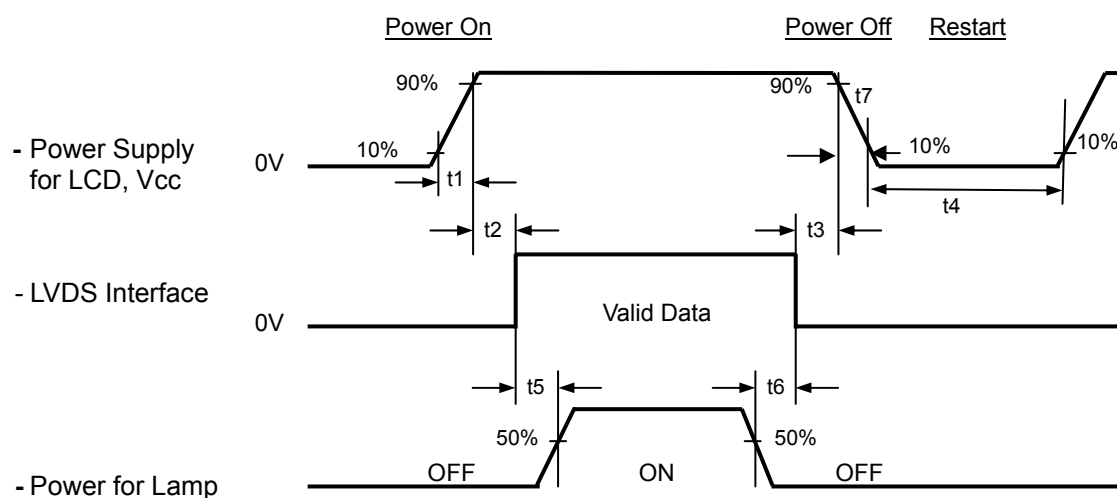 Power On
Power Off
Restart
90%
90%
t7
- Power Supply
for LCD, Vcc
0V
10%
10%
10%
t1
t4
t2
t3
- LVDS Interface
0V
Valid Data
t5
t6
50%
50%
- Power for Lamp
OFF
ON
OFF